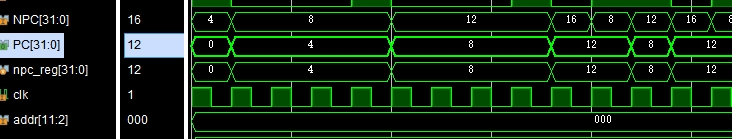 NPC[31:0] 16 4 8 12 16 8 12 16 8
PC[31:0] 12 0 4 8 12 8 12
npc_reg[31:0] 12 0 4 8 12 8 12
clk 1
addr[11:2] 000 000